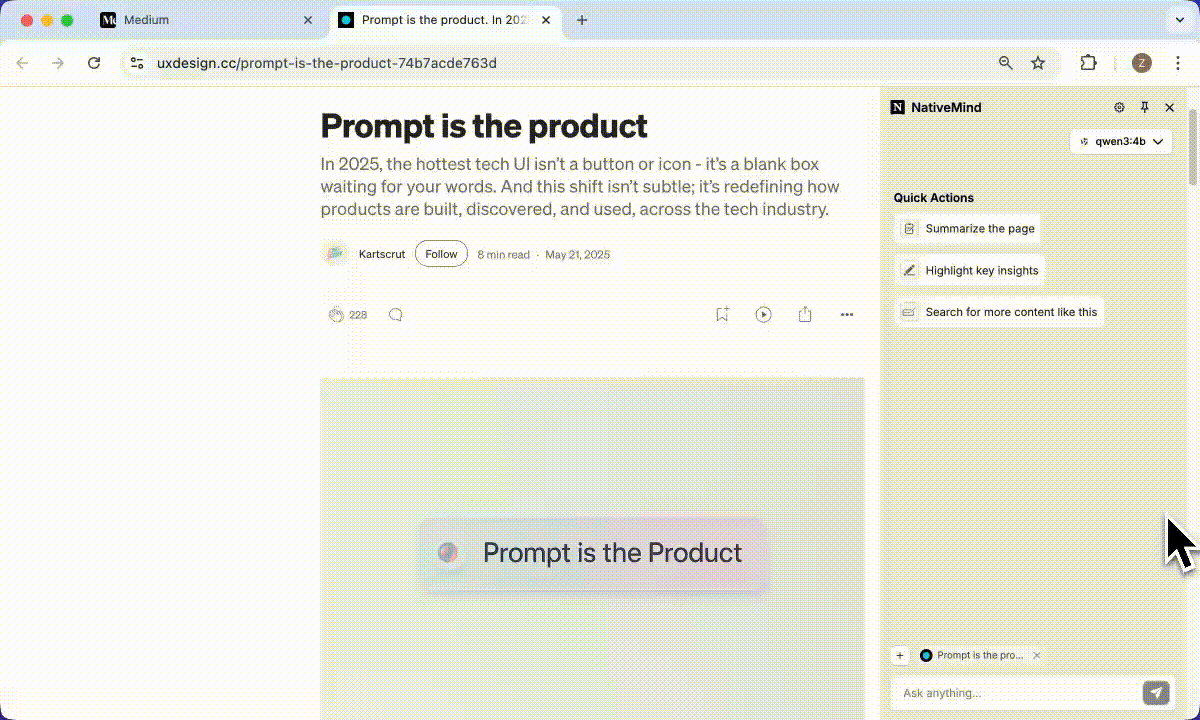 Medium
Prompt is the product. In 202
uxdesign.cc/prompt-is-the-product-74b7acde763d
Z
Prompt is the product
In 2025, the hottest tech UI isn't a button or icon - it's a blank box
waiting for your words. And this shift isn't subtle; it's redefining how
products are built, discovered, and used, across the tech industry.
Kartscrut
Follow
8 min read · May 21, 2025
228
Prompt is the Product
NativeMind
qwen3:4b
Quick Actions
Summarize the page
Highlight key insights
Search for more content like this
Prompt is the pro...
Ask anything...